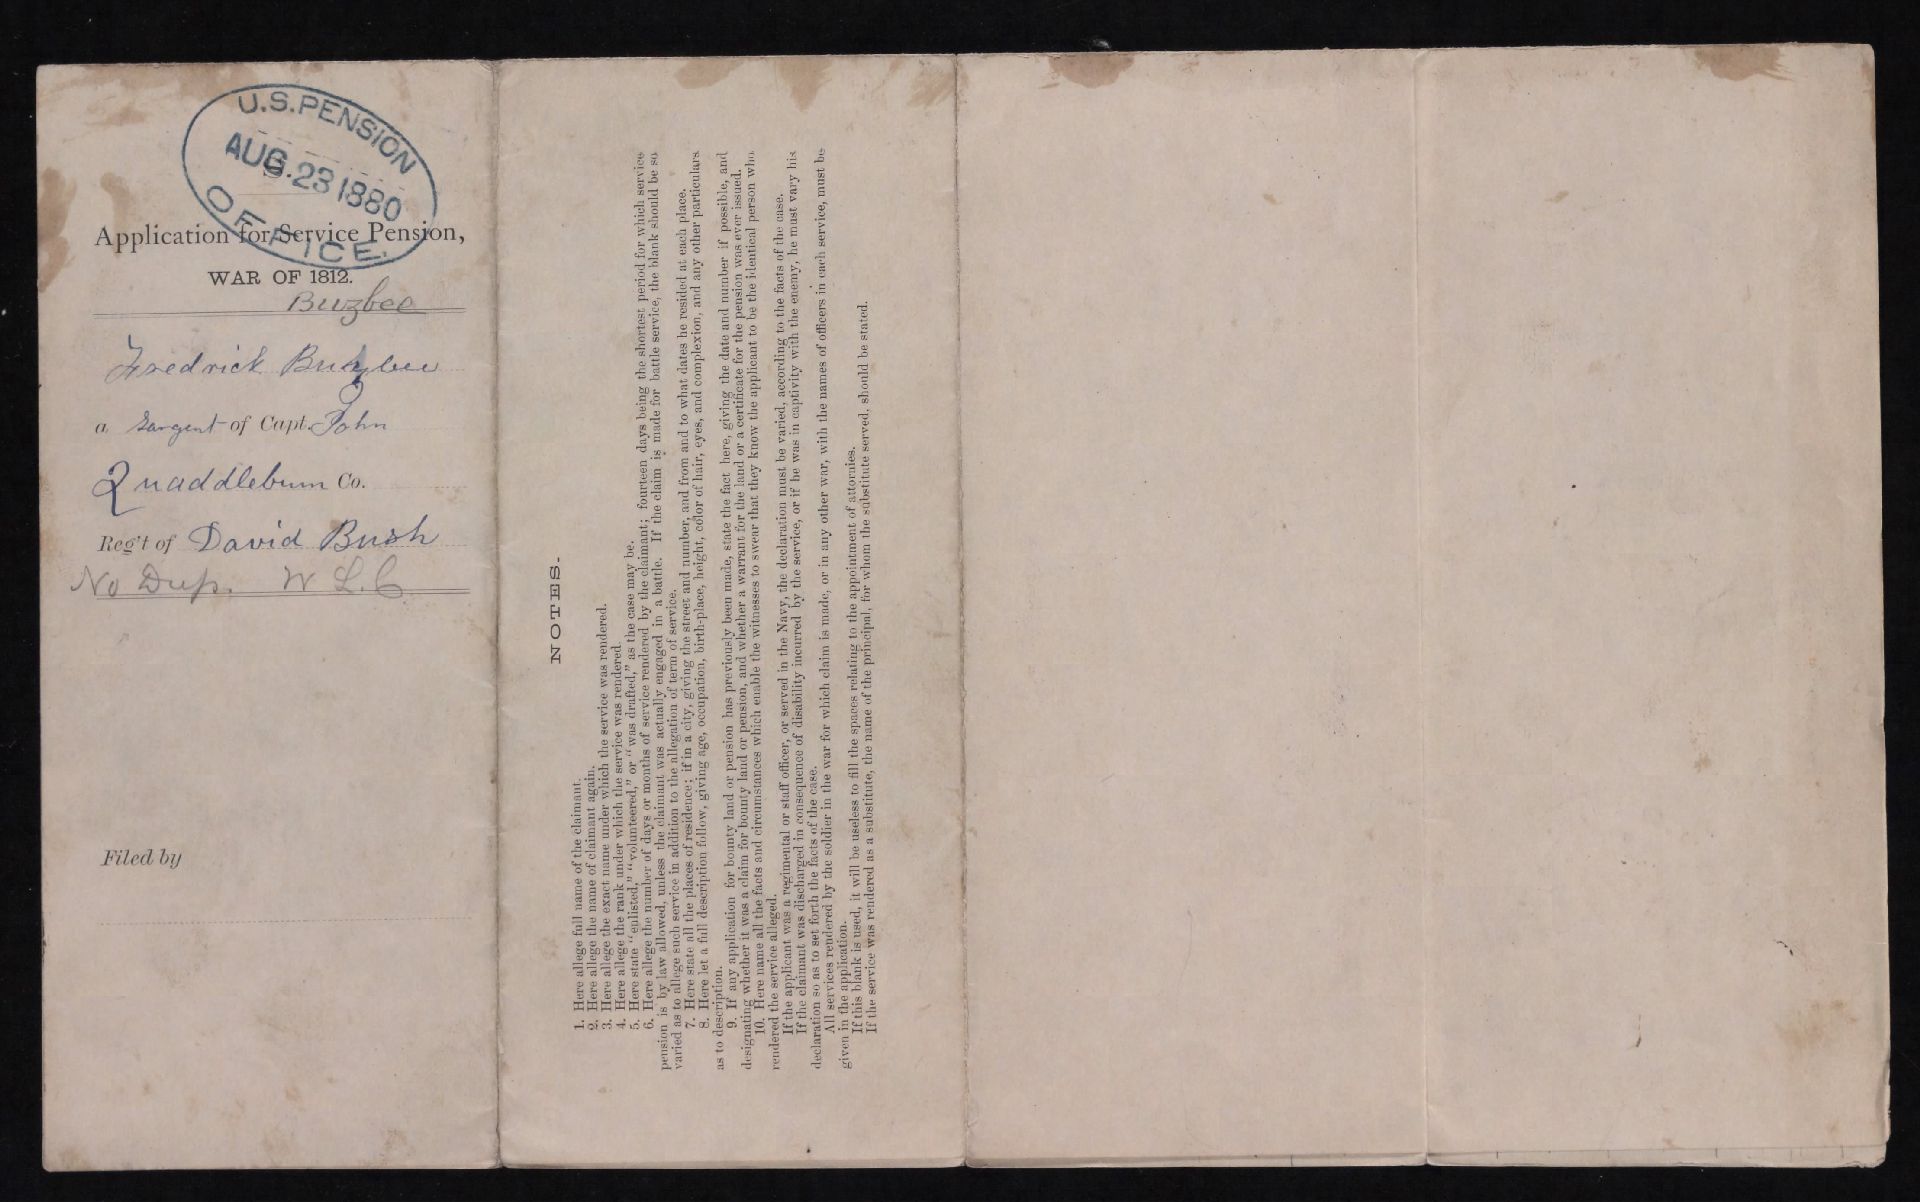 U.S. PENSION
AUG. 23 1880
OFFICE.
Application for Service Pension,
WAR OF 1812.
Buzbee
Fredrick Buzbee
a Sargent of Capt. John
Quaddlebum Co.
Reg't of David Bush
No Dup. W L. C
Filed by
NOTES.
1. Here allege full name of the claimant.
2. Here allege the name of claimant again.
3. Here allege the exact name under which the service was rendered.
4. Here allege the rank under which the service was rendered.
5. Here state "enlisted," "volunteered," or "was drafted," as the case may be.
6. Here allege the number of days or months of service rendered by the claimant; fourteen days being the shortest period for which service
pension is by law allowed, unless the claimant was actually engaged in a battle. If the claim is made for battle service, the blank should be so
varied as to allege such service in addition to the allegation of term of service.
7. Here state all the places of residence; if in a city, giving the street and number, and from and to what dates he resided at each place.
8. Here let a full description follow, giving age, occupation, birth-place, height, color of hair, eyes, and complexion, and any other particulars
as to description.
9. If any application for bounty land or pension has previously been made, state the fact here, giving the date and number if possible, and
designating whether it was a claim for bounty land or pension, and whether a warrant for the land or a certificate for the pension was ever issued.
10. Here name all the facts and circumstances which enable the witnesses to swear that they know the applicant to be the identical person who
rendered the service alleged.
If the applicant was a regimental or staff officer, or served in the Navy, the declaration must be varied, according to the facts of the case.
If the claimant was discharged in consequence of disability incurred by the service, or if he was in captivity with the enemy, he must vary his
declaration so as to set forth the facts of the case.
All services rendered by the soldier in the war for which claim is made, or in any other war, with the names of officers in each service, must be
given in the application.
If this blank is used, it will be useless to fill the spaces relating to the appointment of attornies.
If the service was rendered as a substitute, the name of the principal, for whom the substitute served, should be stated.